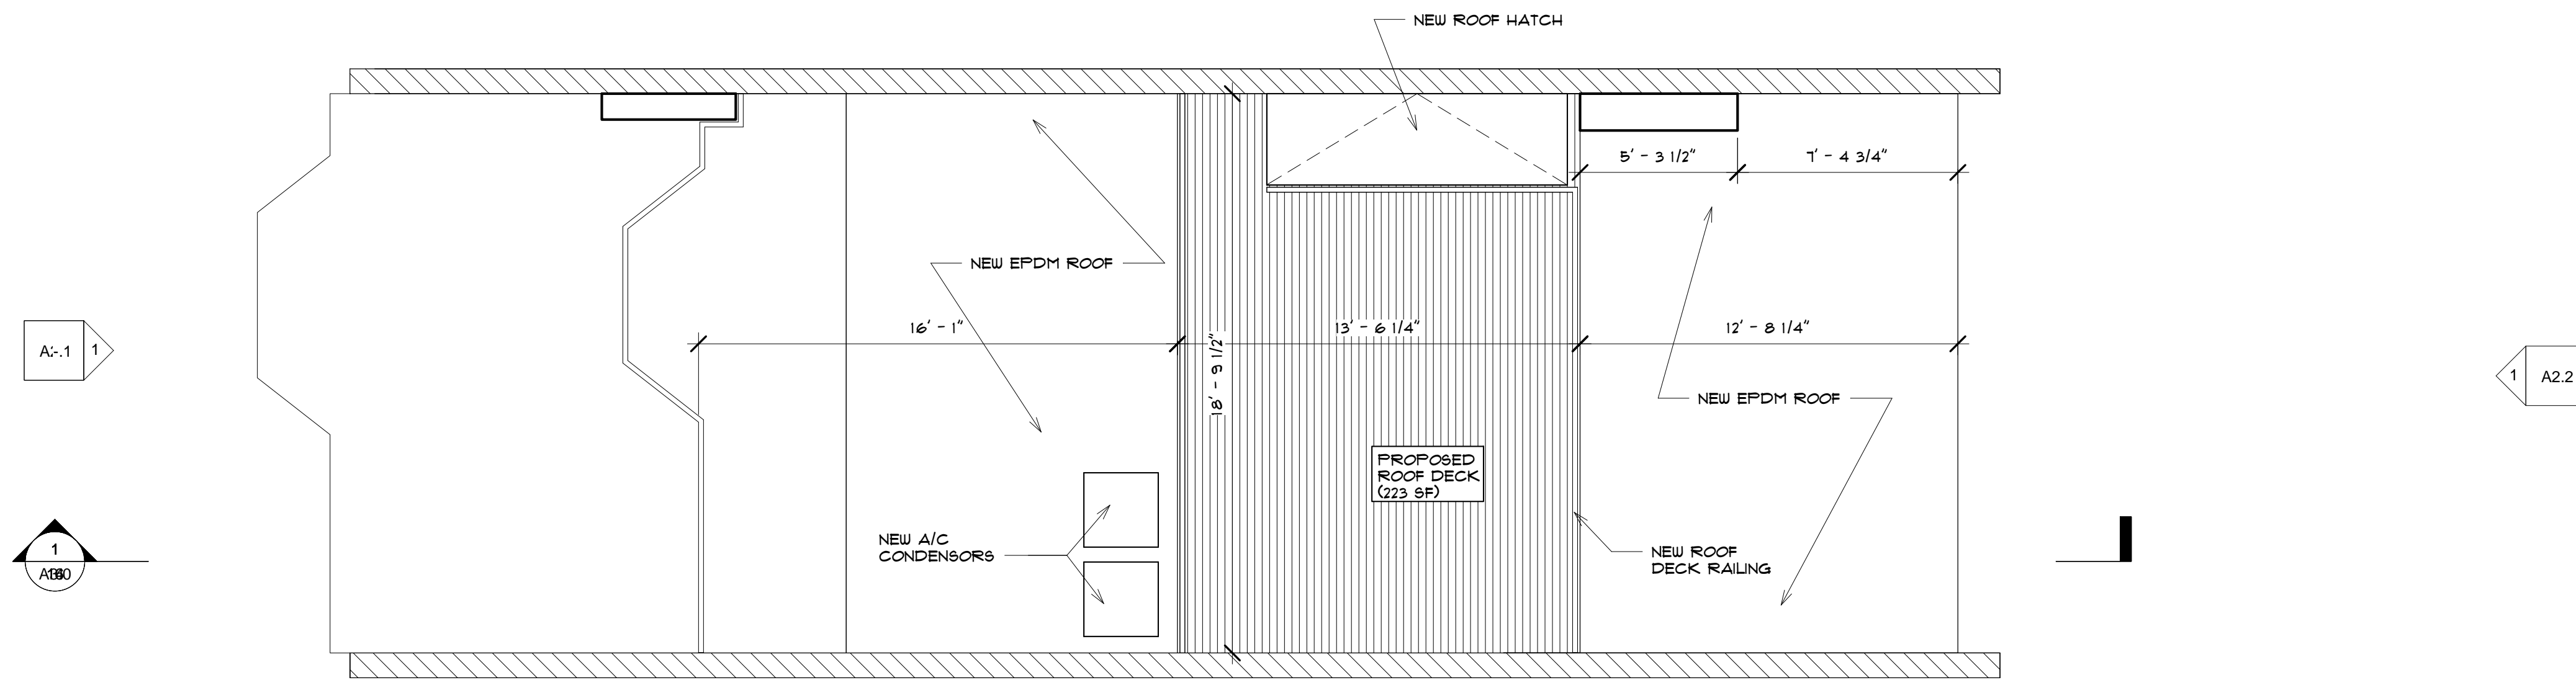 NEW ROOF HATCH
5' - 3 1/2"
7' - 4 3/4"
NEW EPDM ROOF
16' - 1"
18' - 9 1/2"
13' - 6 1/4"
12' - 8 1/4"
1
1
A2.2
NEW EPDM ROOF
PROPOSED
ROOF DECK
(223 SF)
NEW A/C
CONDENSORS
NEW ROOF
DECK RAILING
1